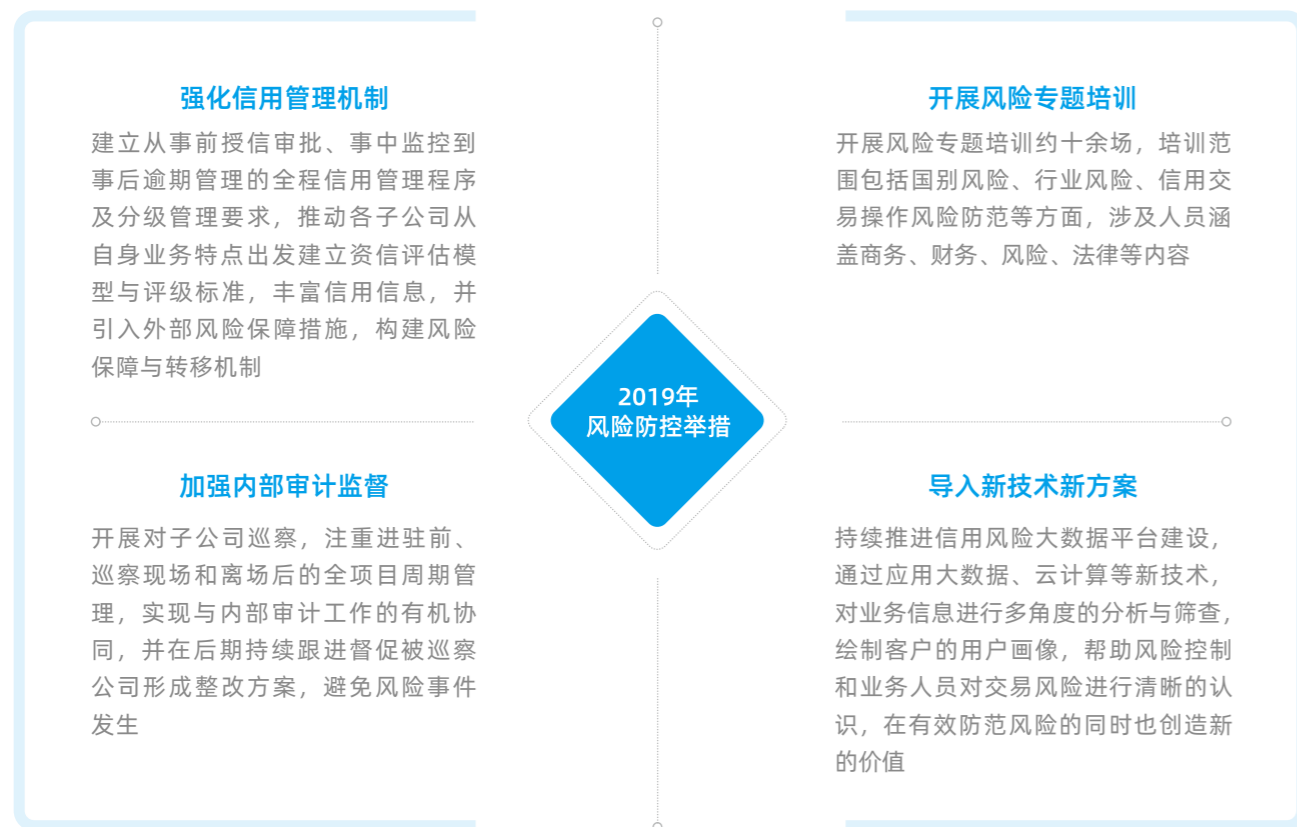 强化信用管理机制
建立从事前授信审批、事中监控到
事后逾期管理的全程信用管理程序
及分级管理要求，推动各子公司从
自身业务特点出发建立资信评估模
型与评级标准，丰富信用信息，并
引入外部风险保障措施，构建风险
保障与转移机制
开展风险专题培训
开展风险专题培训约十余场，培训范
围包括国别风险、行业风险、信用交
易操作风险防范等方面，涉及人员涵
盖商务、财务、风险、法律等内容
2019年
风险防控举措
加强内部审计监督
开展对子公司巡察，注重进驻前、
巡察现场和离场后的全项目周期管
理，实现与内部审计工作的有机协
同，并在后期持续跟进督促被巡察
公司形成整改方案，避免风险事件
发生
导入新技术新方案
持续推进信用风险大数据平台建设，
通过应用大数据、云计算等新技术，
对业务信息进行多角度的分析与筛查，
绘制客户的用户画像，帮助风险控制
和业务人员对交易风险进行清晰的认
识，在有效防范风险的同时也创造新
的价值